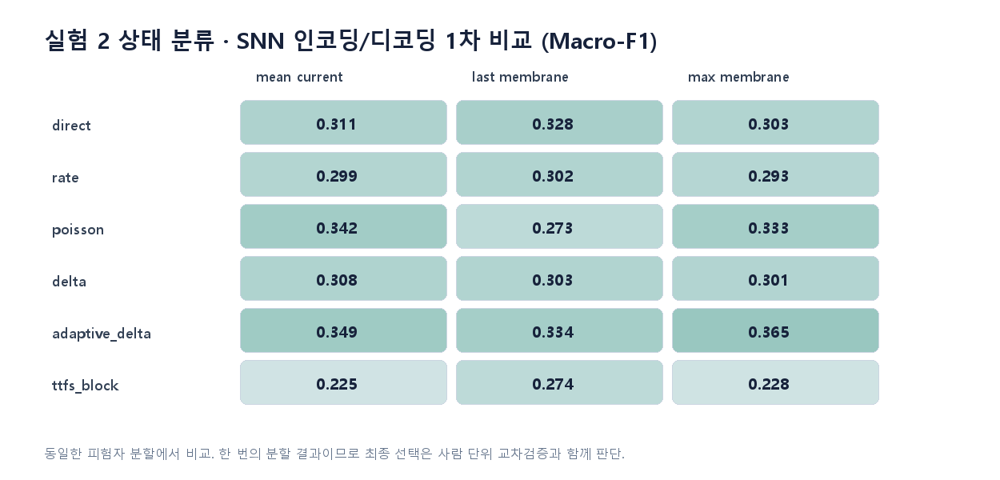 실험 2 상태 분류 · SNN 인코딩/디코딩 1차 비교 (Macro-F1)
mean current last membrane max membrane
direct 0.311 0.328 0.303
rate 0.299 0.302 0.293
poisson 0.342 0.273 0.333
delta 0.308 0.303 0.301
adaptive_delta 0.349 0.334 0.365
ttfs_block 0.225 0.274 0.228
동일한 피험자 분할에서 비교. 한 번의 분할 결과이므로 최종 선택은 사람 단위 교차검증과 함께 판단.